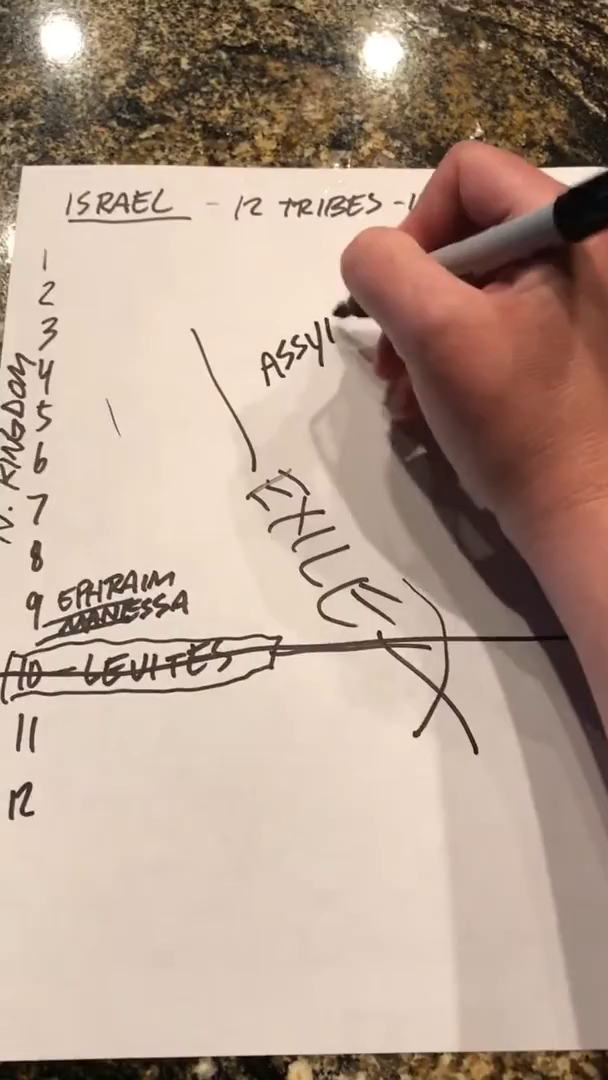 ISRAEL - 12 TRIBES -
1
2
3
4
5
6
7
8
9 EPHRAIM
MANESSA
10 - LEVITES
11
12
N. KINGDOM
ASSY
EXILE